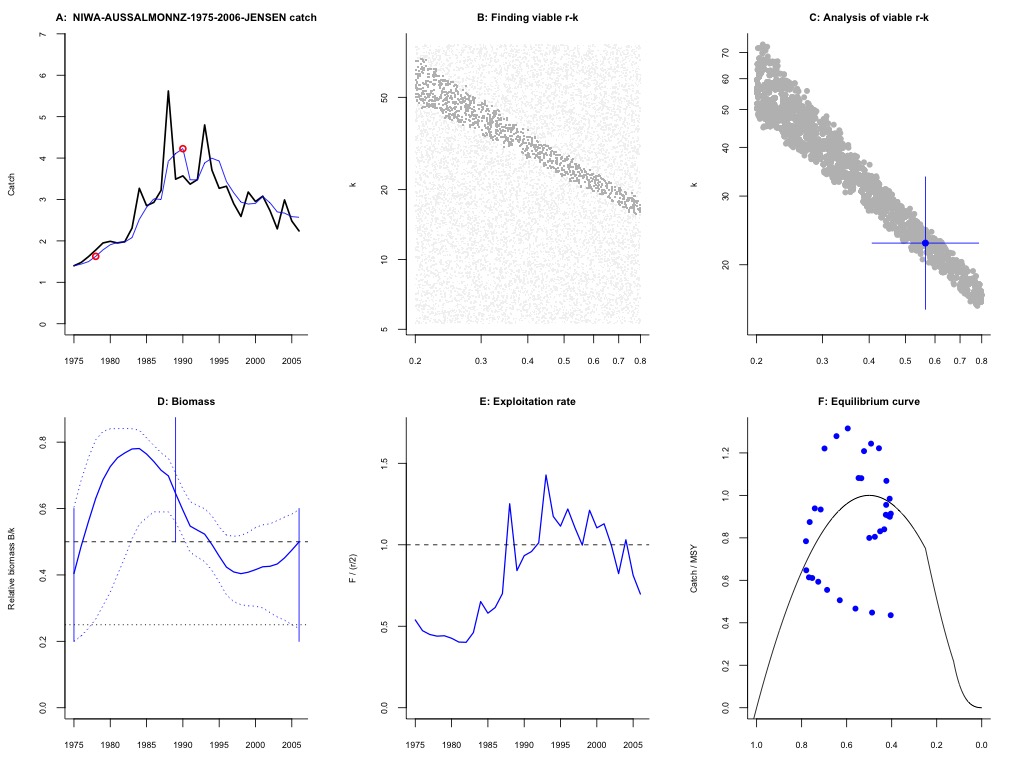 A: NIWA-AUSSALMONNZ-1975-2006-JENSEN catch
B: Finding viable r-k
C: Analysis of viable r-k
Catch
7
6
5
4
3
2
1
0
1975 1980 1985 1990 1995 2000 2005
k
50
20
10
5
0.2 0.3 0.4 0.5 0.6 0.7 0.8
k
70
60
50
40
30
20
0.2 0.3 0.4 0.5 0.6 0.7 0.8
D: Biomass
E: Exploitation rate
F: Equilibrium curve
Relative biomass B/k
0.8
0.6
0.4
0.2
0.0
1975 1980 1985 1990 1995 2000 2005
F / (r/2)
1.5
1.0
0.5
0.0
1975 1980 1985 1990 1995 2000 2005
Catch / MSY
1.2
1.0
0.8
0.6
0.4
0.2
0.0
1.0 0.8 0.6 0.4 0.2 0.0